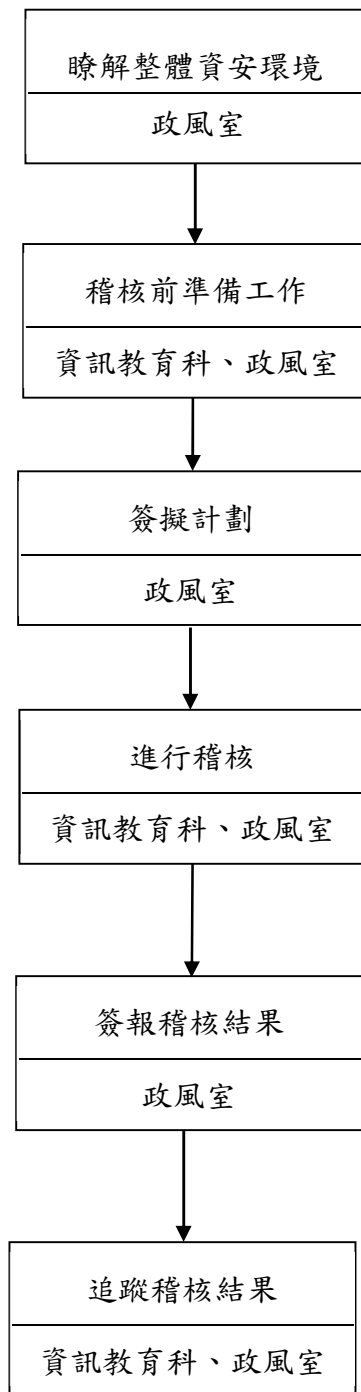 瞭解整體資安環境
政風室
稽核前準備工作
資訊教育科、政風室
簽擬計劃
政風室
進行稽核
資訊教育科、政風室
簽報稽核結果
政風室
追蹤稽核結果
資訊教育科、政風室